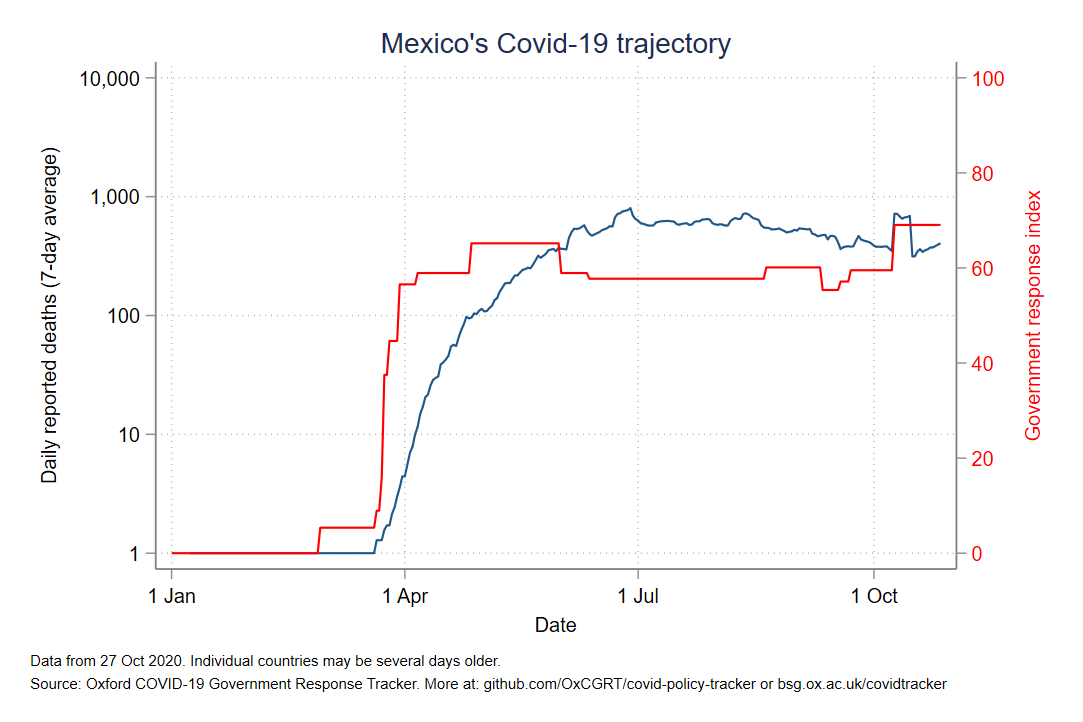 Mexico's Covid-19 trajectory
10,000
1,000
100
10
1
Daily reported deaths (7-day average)
100
80
60
40
20
0
Government response index
1 Jan
1 Apr
1 Jul
1 Oct
Date
Data from 27 Oct 2020. Individual countries may be several days older.
Source: Oxford COVID-19 Government Response Tracker. More at: github.com/OxCGRT/covid-policy-tracker or bsg.ox.ac.uk/covidtracker